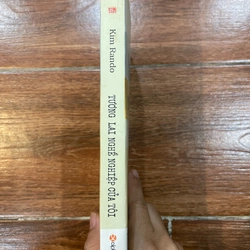 Kim Rando
TƯƠNG LAI NGHỀ NGHIỆP CỦA TÔI